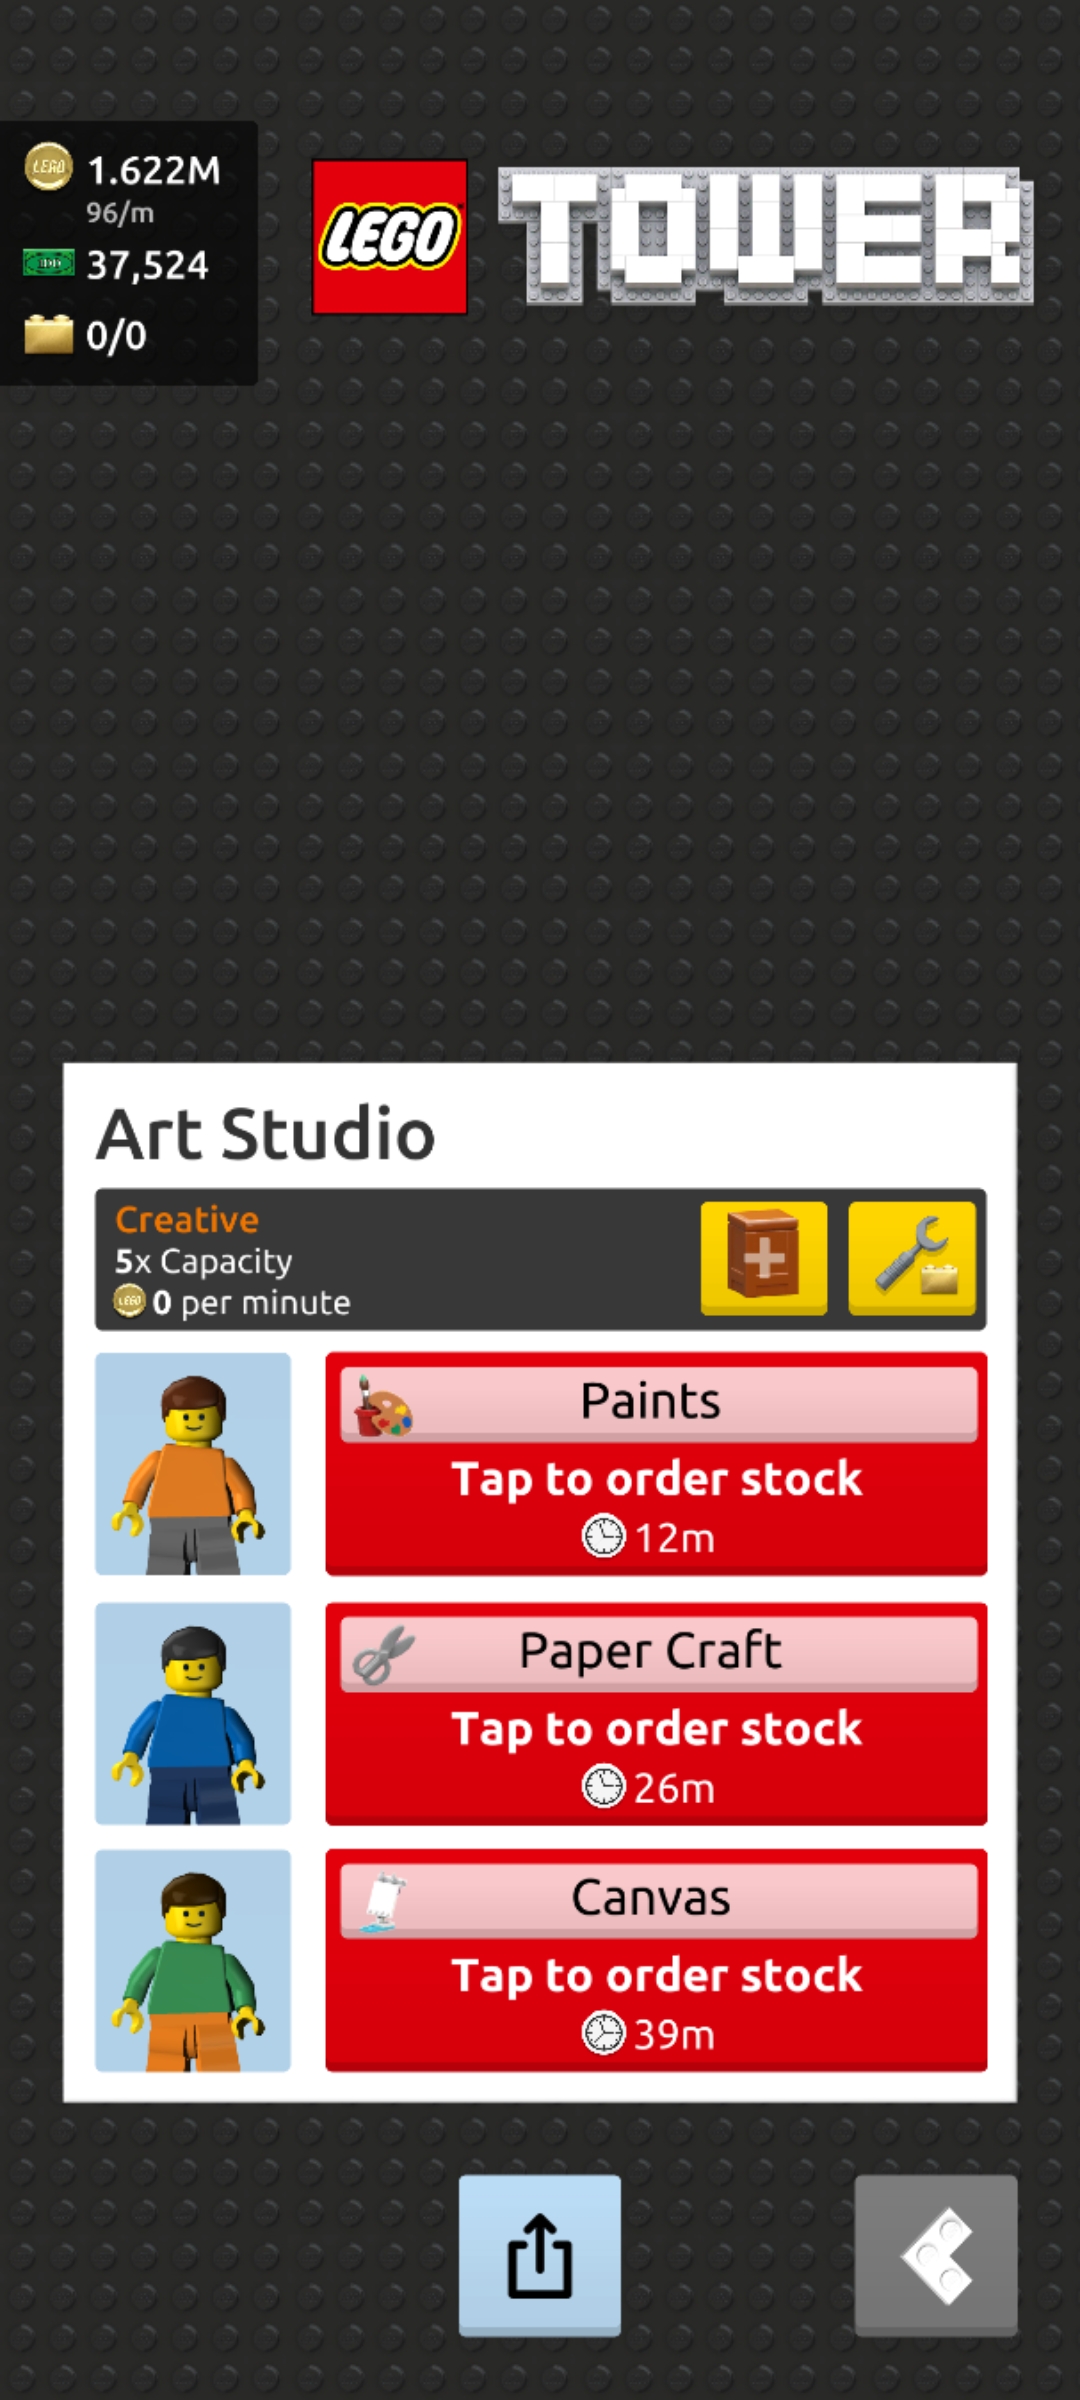 1.622M
96/m
37,524
0/0
LEGO
TOWER
Art Studio
Creative
5x Capacity
0 per minute
Paints
Tap to order stock
12m
Paper Craft
Tap to order stock
26m
Canvas
Tap to order stock
39m